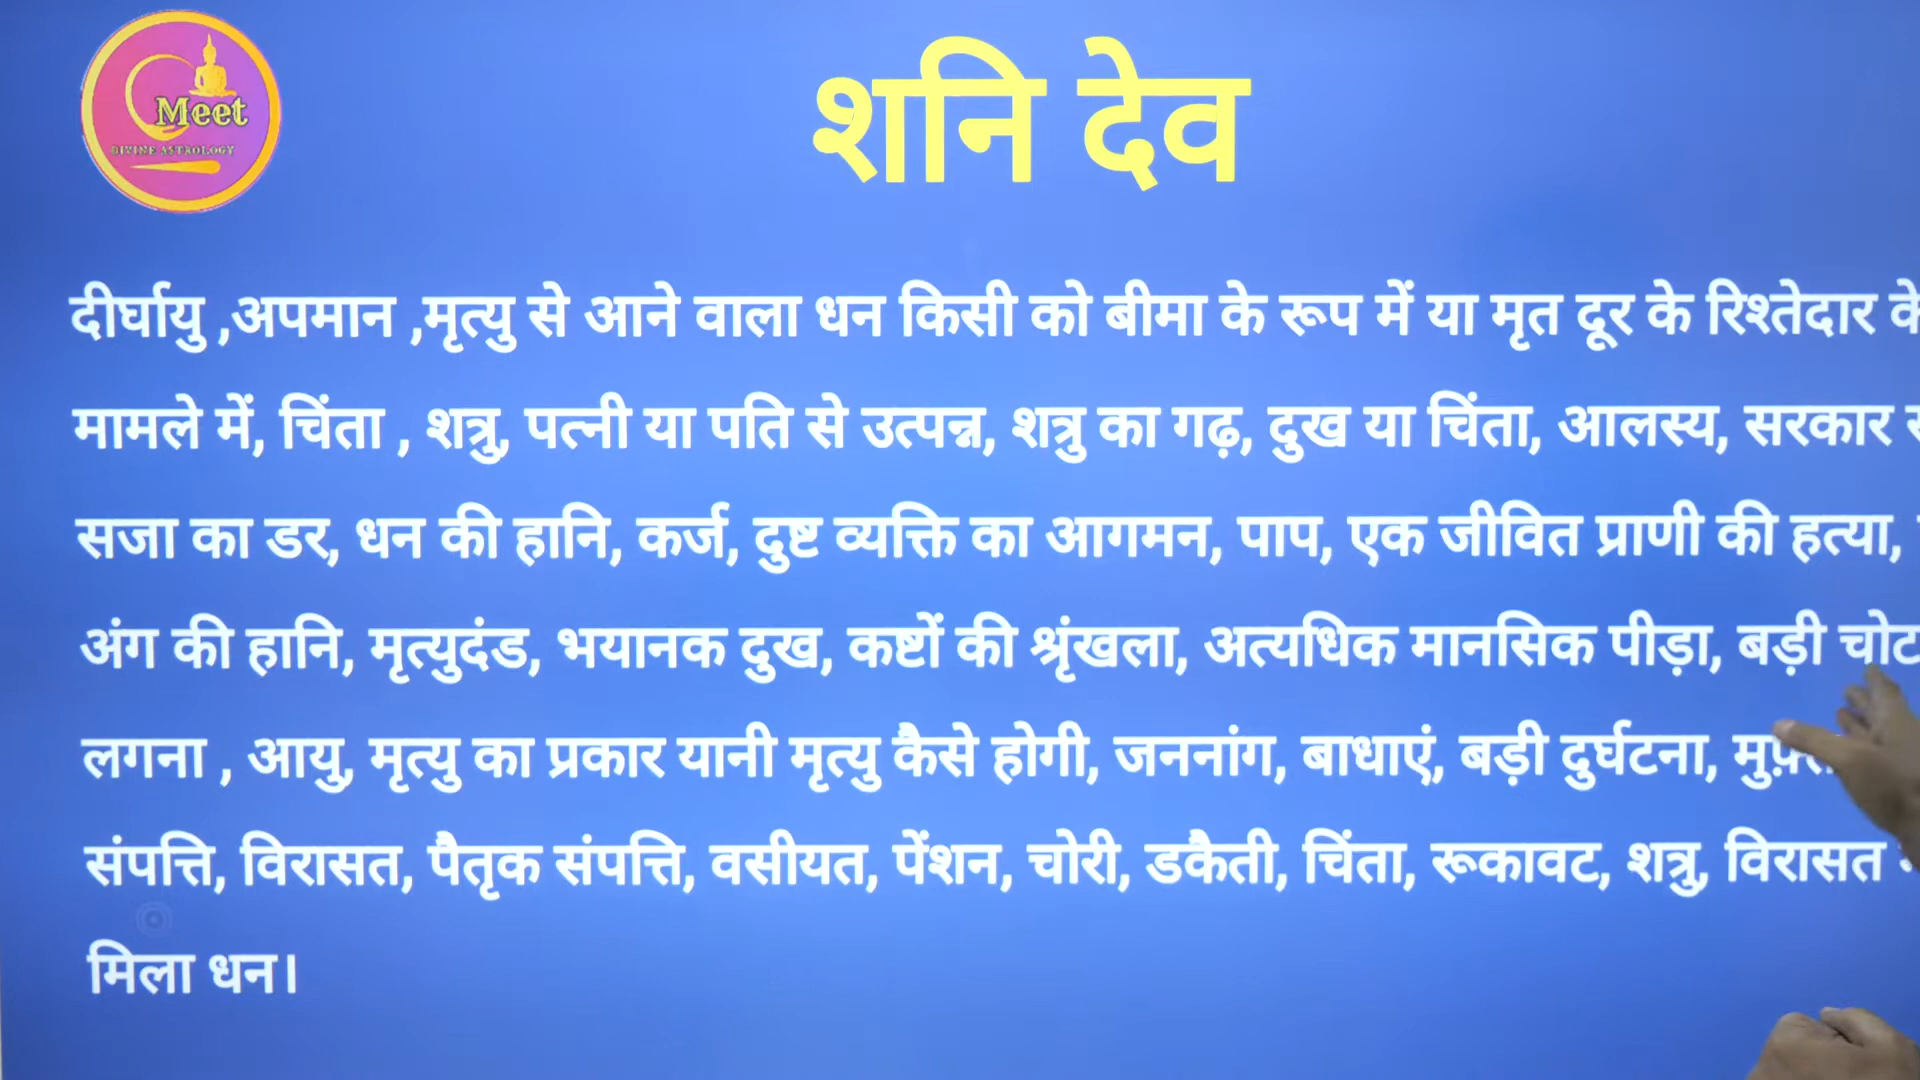 Meet
DIVINE ASTROLOGY
शनि देव
दीर्घायु ,अपमान ,मृत्यु से आने वाला धन किसी को बीमा के रूप में या मृत दूर के रिश्तेदार के
मामले में, चिंता , शत्रु, पत्नी या पति से उत्पन्न, शत्रु का गढ़, दुख या चिंता, आलस्य, सरकार
सजा का डर, धन की हानि, कर्ज, दुष्ट व्यक्ति का आगमन, पाप, एक जीवित प्राणी की हत्या,
अंग की हानि, मृत्युदंड, भयानक दुख, कष्टों की श्रृंखला, अत्यधिक मानसिक पीड़ा, बड़ी चोट
लगना , आयु, मृत्यु का प्रकार यानी मृत्यु कैसे होगी, जननांग, बाधाएं, बड़ी दुर्घटना,
संपत्ति, विरासत, पैतृक संपत्ति, वसीयत, पेंशन, चोरी, डकैती, चिंता, रूकावट, शत्रु, विरासत
मिला धन।